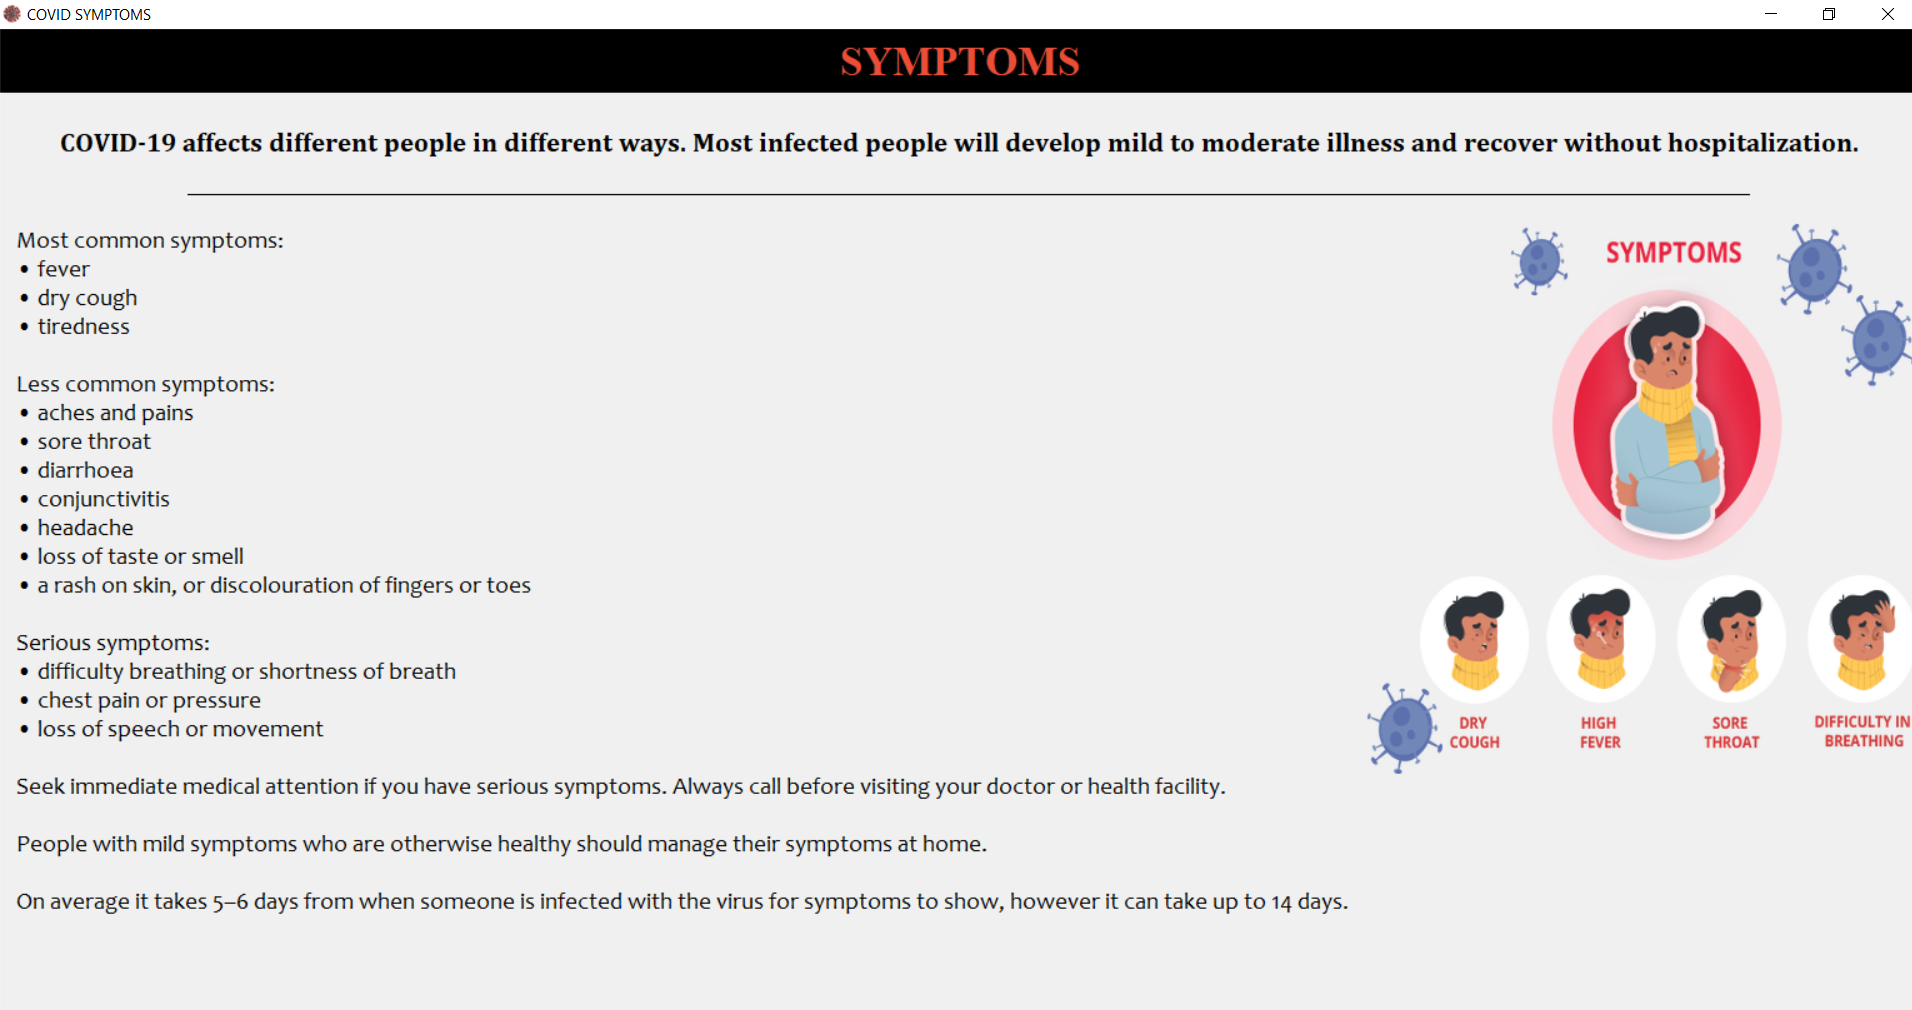 COVID SYMPTOMS
SYMPTOMS
COVID-19 affects different people in different ways. Most infected people will develop mild to moderate illness and recover without hospitalization.
Most common symptoms:
• fever
• dry cough
• tiredness
Less common symptoms:
• aches and pains
• sore throat
• diarrhoea
• conjunctivitis
• headache
• loss of taste or smell
• a rash on skin, or discolouration of fingers or toes
Serious symptoms:
• difficulty breathing or shortness of breath
• chest pain or pressure
• loss of speech or movement
Seek immediate medical attention if you have serious symptoms. Always call before visiting your doctor or health facility.
People with mild symptoms who are otherwise healthy should manage their symptoms at home.
On average it takes 5–6 days from when someone is infected with the virus for symptoms to show, however it can take up to 14 days.
SYMPTOMS
DRY
COUGH
HIGH
FEVER
SORE
THROAT
DIFFICULTY IN
BREATHING